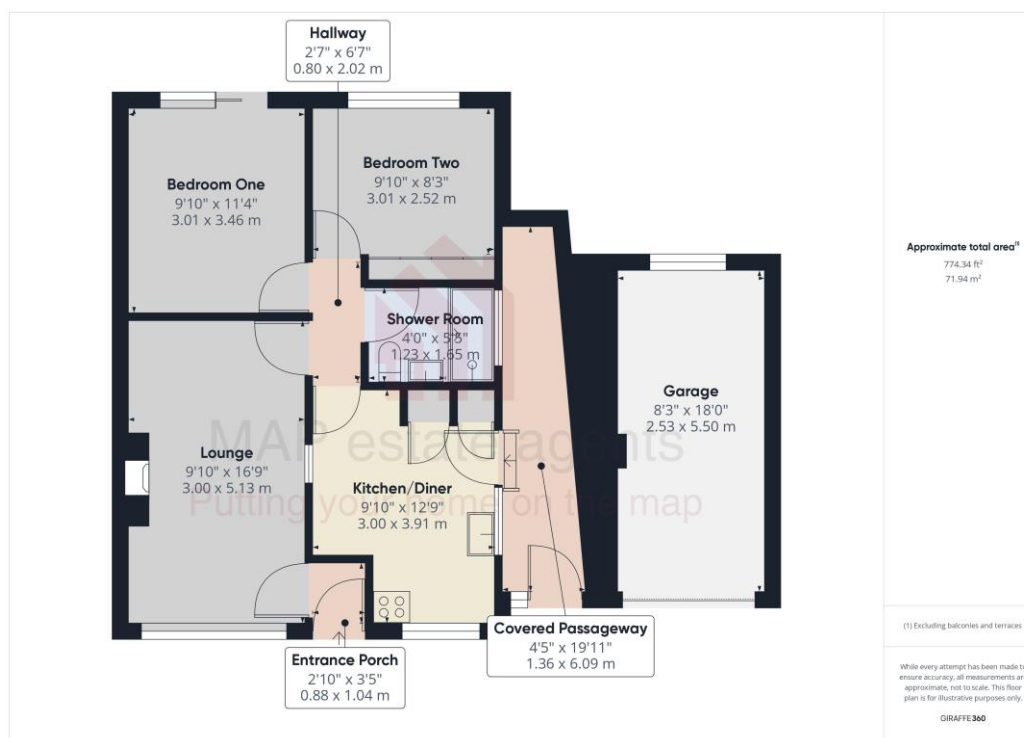 Hallway
2'7" x 6'7"
0.80 x 2.02 m
Bedroom One
9'10" x 11'4"
3.01 x 3.46 m
Bedroom Two
9'10" x 8'3"
3.01 x 2.52 m
Shower Room
4'0" x 5'5"
1.23 x 1.65 m
Garage
8'3" x 18'0"
2.53 x 5.50 m
MAP estate agents
Putting your home on the map
Lounge
9'10" x 16'9"
3.00 x 5.13 m
Kitchen/Diner
9'10" x 12'9"
3.00 x 3.91 m
Covered Passageway
4'5" x 19'11"
1.36 x 6.09 m
Entrance Porch
2'10" x 3'5"
0.88 x 1.04 m
Approximate total area⁽¹⁾
774.34 ft²
71.94 m²
(1) Excluding balconies and terraces
While every attempt has been made to
ensure accuracy, all measurements are
approximate, not to scale. This floor
plan is for illustrative purposes only.
GIRAFFE360